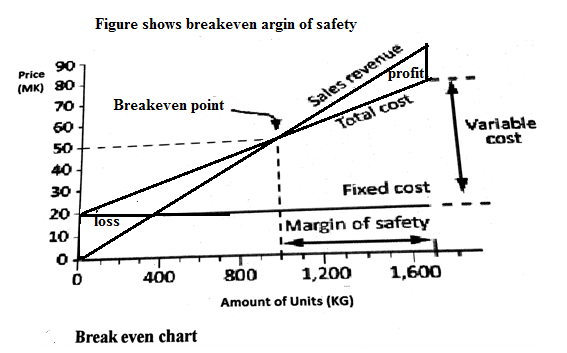 Figure shows breakeven argin of safety
Price
(MK)
90
80
70
60
50
40
30
20
10
0
Breakeven point
Sales revenue
profit
Total cost
Variable
cost
Fixed cost
loss
Margin of safety
0
400
800
1,200
1,600
Amount of Units (KG)
Break even chart